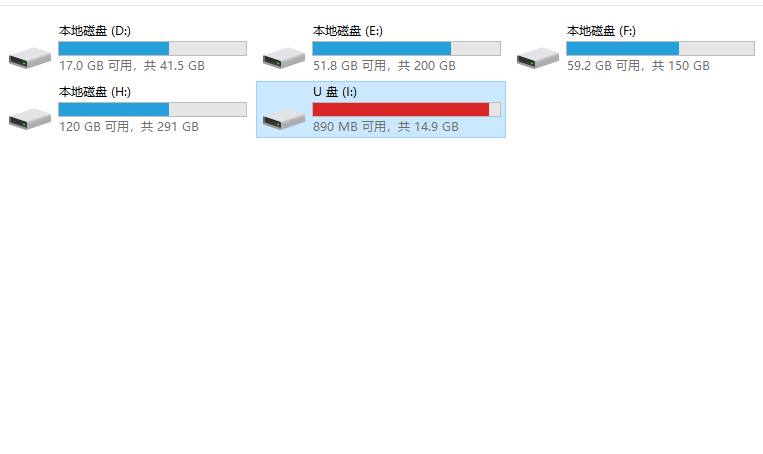 本地磁盘 (D:)
17.0 GB 可用，共 41.5 GB
本地磁盘 (E:)
51.8 GB 可用，共 200 GB
本地磁盘 (F:)
59.2 GB 可用，共 150 GB
本地磁盘 (H:)
120 GB 可用，共 291 GB
U 盘 (I:)
890 MB 可用，共 14.9 GB